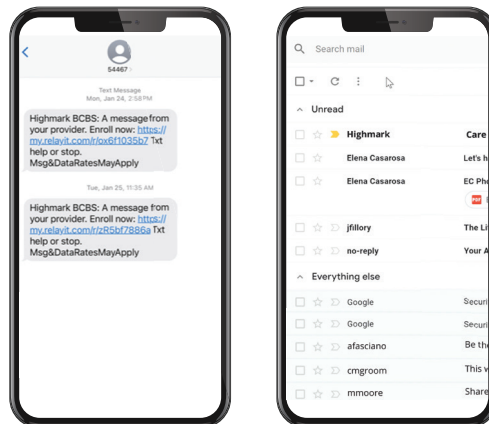 54467
Text Message
Mon, Jan 24, 2:58 PM
Highmark BCBS: A message from
your provider. Enroll now: https://
my.relayit.com/r/ox6f1035b7 Txt
help or stop.
Msg&DataRatesMayApply
Tue, Jan 25, 11:35 AM
Highmark BCBS: A message from
your provider. Enroll now: https://
my.relayit.com/r/zR5bf7886a Txt
help or stop.
Msg&DataRatesMayApply
Search mail
Unread
Highmark Care
Elena Casarosa Let's h
Elena Casarosa EC Pho
PDF
jfillory The Li
no-reply Your A
Everything else
Google Securi
Google Securi
afasciano Be the
cmgroom This w
mmoore Share